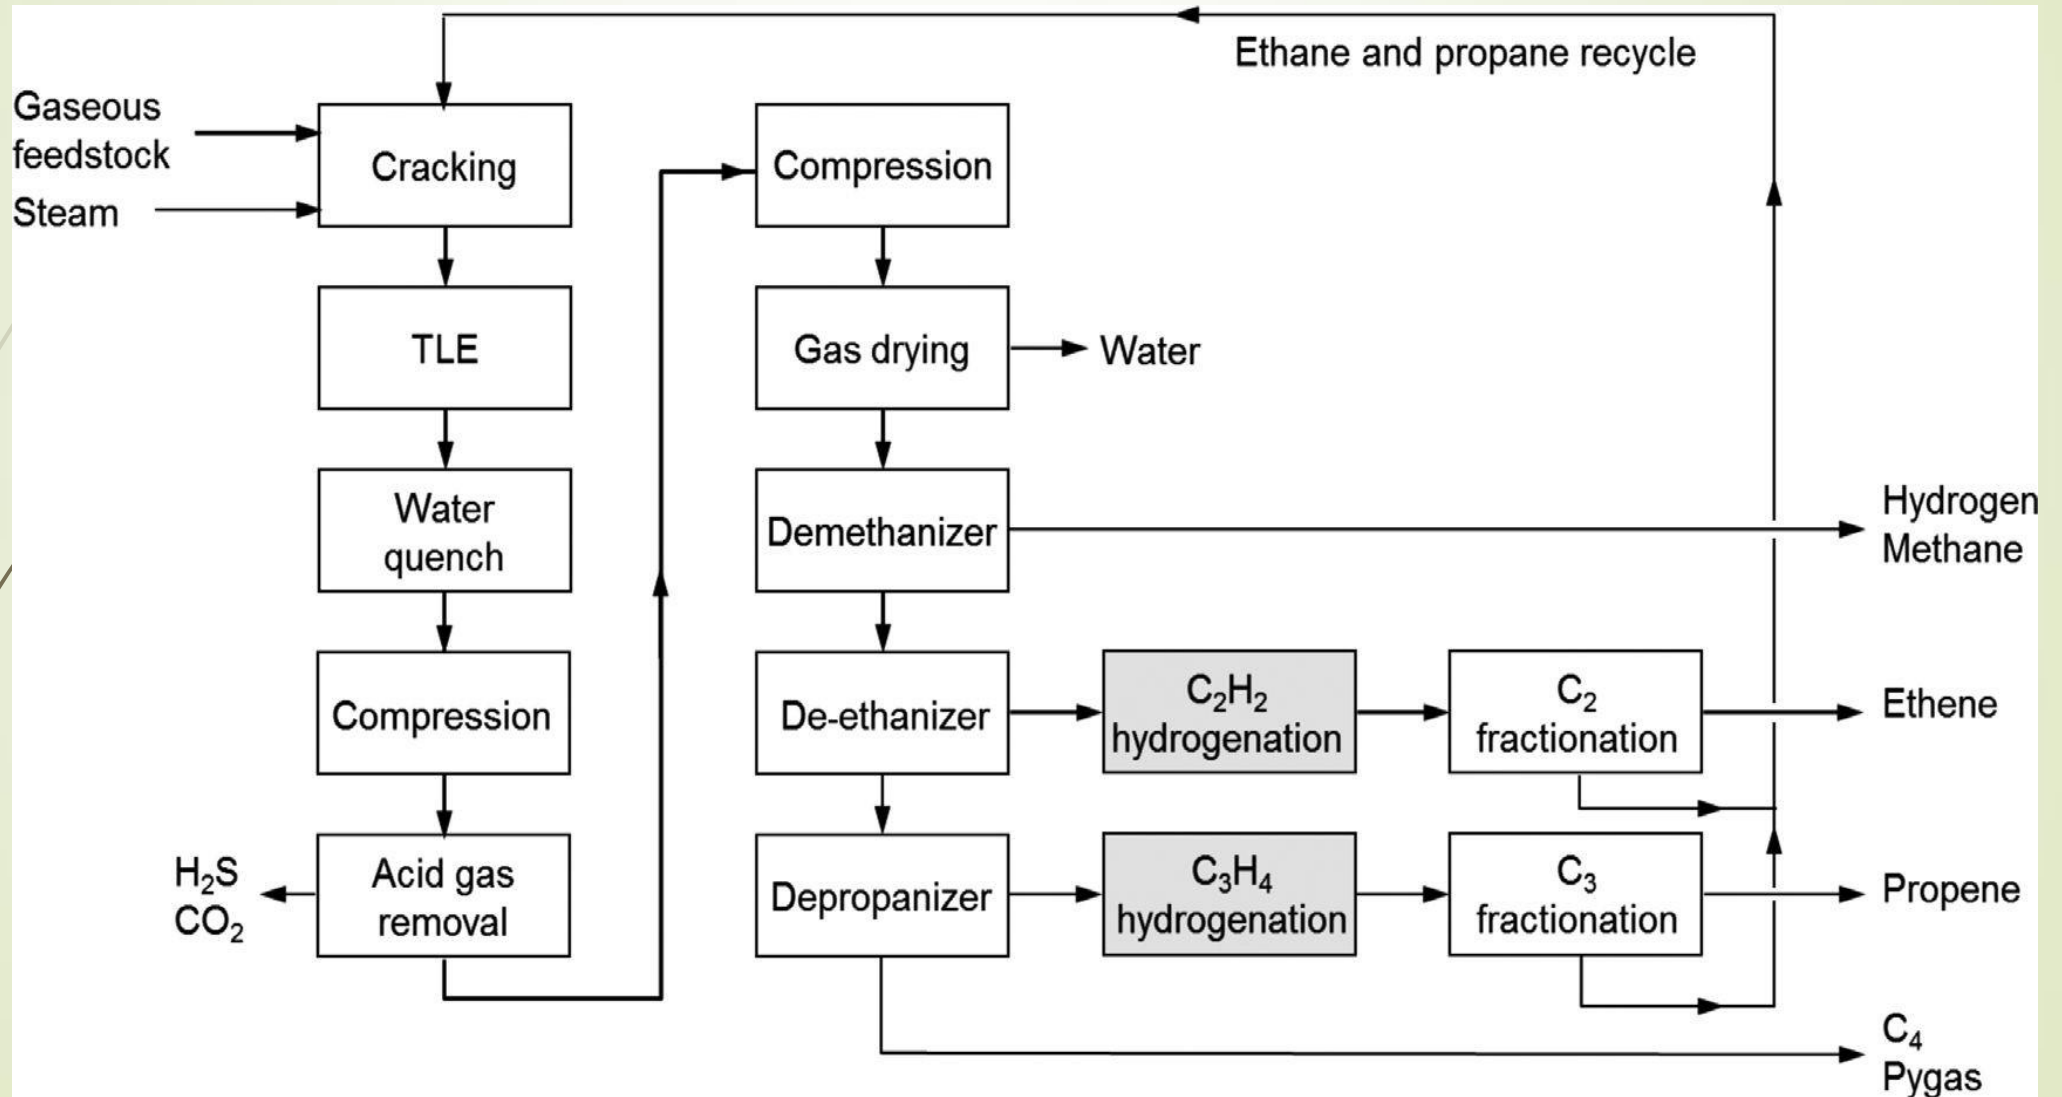 Ethane and propane recycle
Gaseous
feedstock
Steam
Cracking
TLE
Water
quench
Compression
Acid gas
removal
H₂S
CO₂
Compression
Gas drying
Water
Demethanizer
Hydrogen
Methane
De-ethanizer
C₂H₂
hydrogenation
C₂
fractionation
Ethene
Depropanizer
C₃H₄
hydrogenation
C₃
fractionation
Propene
C₄
Pygas